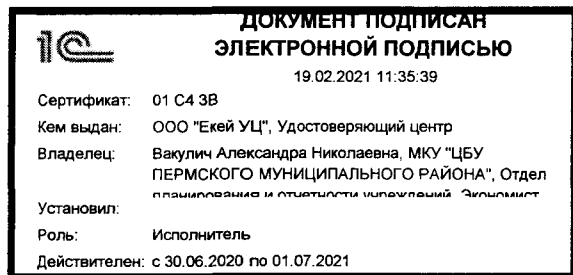 ДОКУМЕНТ ПОДПИСАН
ЭЛЕКТРОННОЙ ПОДПИСЬЮ
1С
19.02.2021 11:35:39
Сертификат: 01 C4 3B
Кем выдан: ООО "Екей УЦ", Удостоверяющий центр
Владелец: Вакулич Александра Николаевна, МКУ "ЦБУ
ПЕРМСКОГО МУНИЦИПАЛЬНОГО РАЙОНА", Отдел
планирования и отчетности учреждений, Экономист
Установил:
Роль: Исполнитель
Действителен: с 30.06.2020 по 01.07.2021